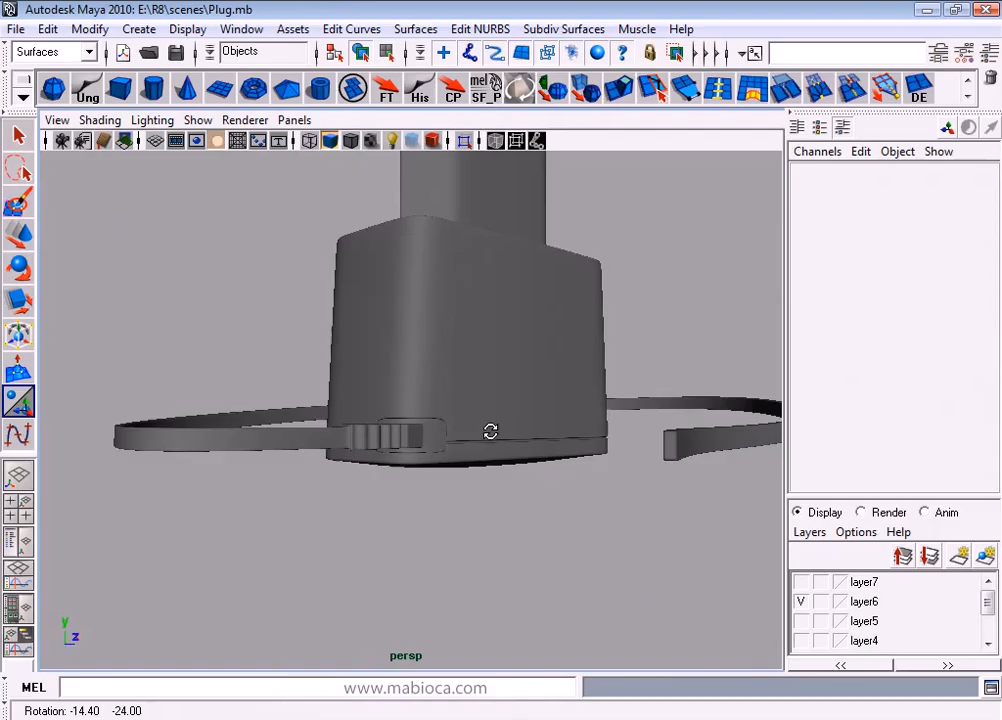 Autodesk Maya 2010: E:\R8\scenes\Plug.mb
File Edit Modify Create Display Window Assets Edit Curves Surfaces Edit NURBS Subdiv Surfaces Muscle Help
Surfaces Objects
Ung FT His CP mel SF_P DE
View Shading Lighting Show Renderer Panels
Channels Edit Object Show
Display Render Anim
Layers Options Help
layer7
V layer6
layer5
layer4
y
z
persp
<< >>
MEL www.mabioca.com
Rotation: -14.40 -24.00